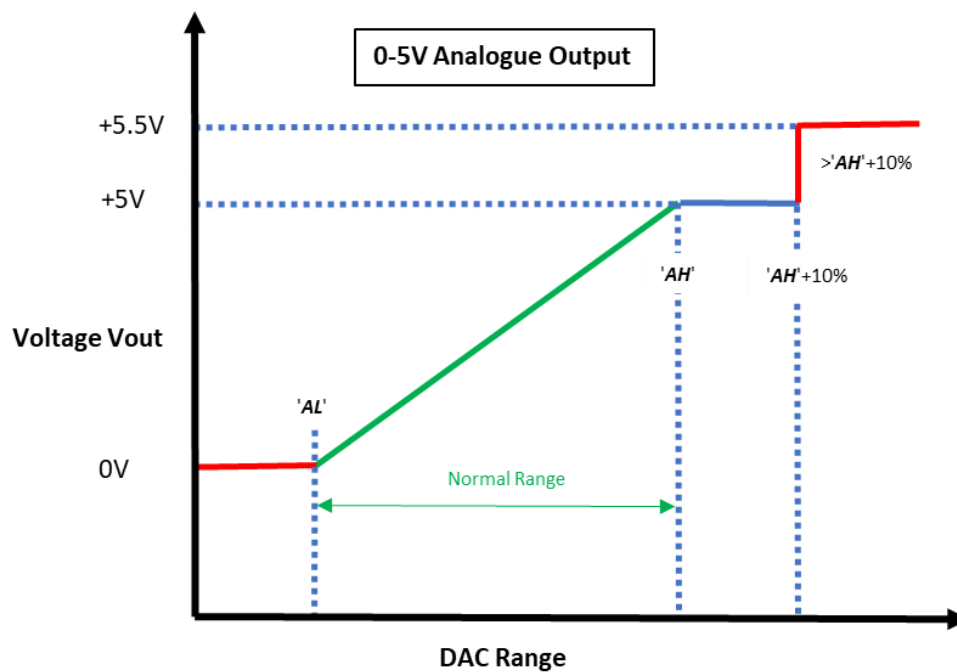 0-5V Analogue Output
+5.5V
>'AH'+10%
+5V
'AH'
'AH'+10%
Voltage Vout
'AL'
0V
Normal Range
DAC Range